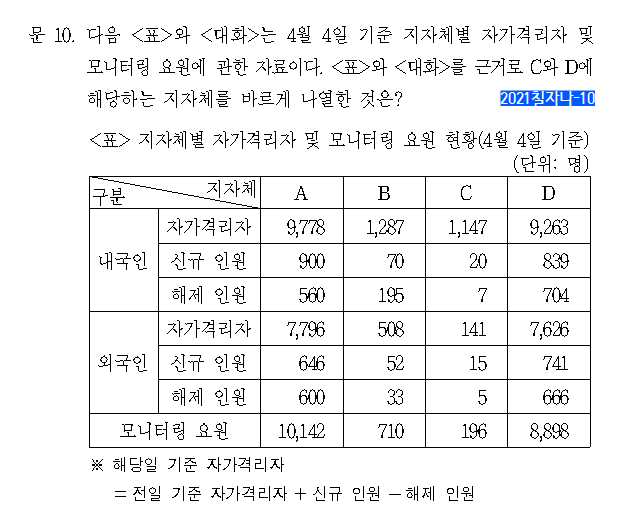 문 10. 다음 <표>와 <대화>는 4월 4일 기준 지자체별 자가격리자 및
모니터링 요원에 관한 자료이다. <표>와 <대화>를 근거로 C와 D에
해당하는 지자체를 바르게 나열한 것은?
2021칠자나-10
<표> 지자체별 자가격리자 및 모니터링 요원 현황(4월 4일 기준)
(단위: 명)
구분 지자체 A B C D
내국인 자가격리자 9,778 1,287 1,147 9,263
신규 인원 900 70 20 839
해제 인원 560 195 7 704
외국인 자가격리자 7,796 508 141 7,626
신규 인원 646 52 15 741
해제 인원 600 33 5 666
모니터링 요원 10,142 710 196 8,898
※ 해당일 기준 자가격리자
= 전일 기준 자가격리자 + 신규 인원 - 해제 인원